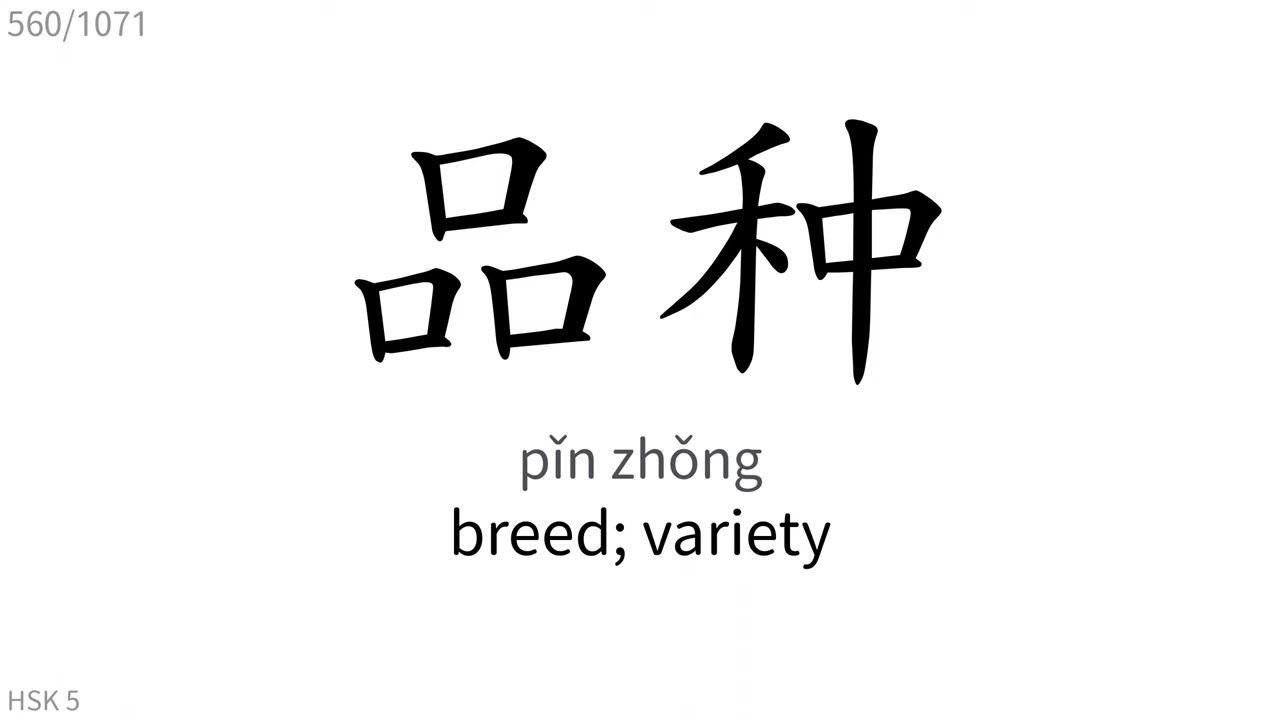 560/1071
品种
pǐn zhǒng
breed; variety
HSK 5